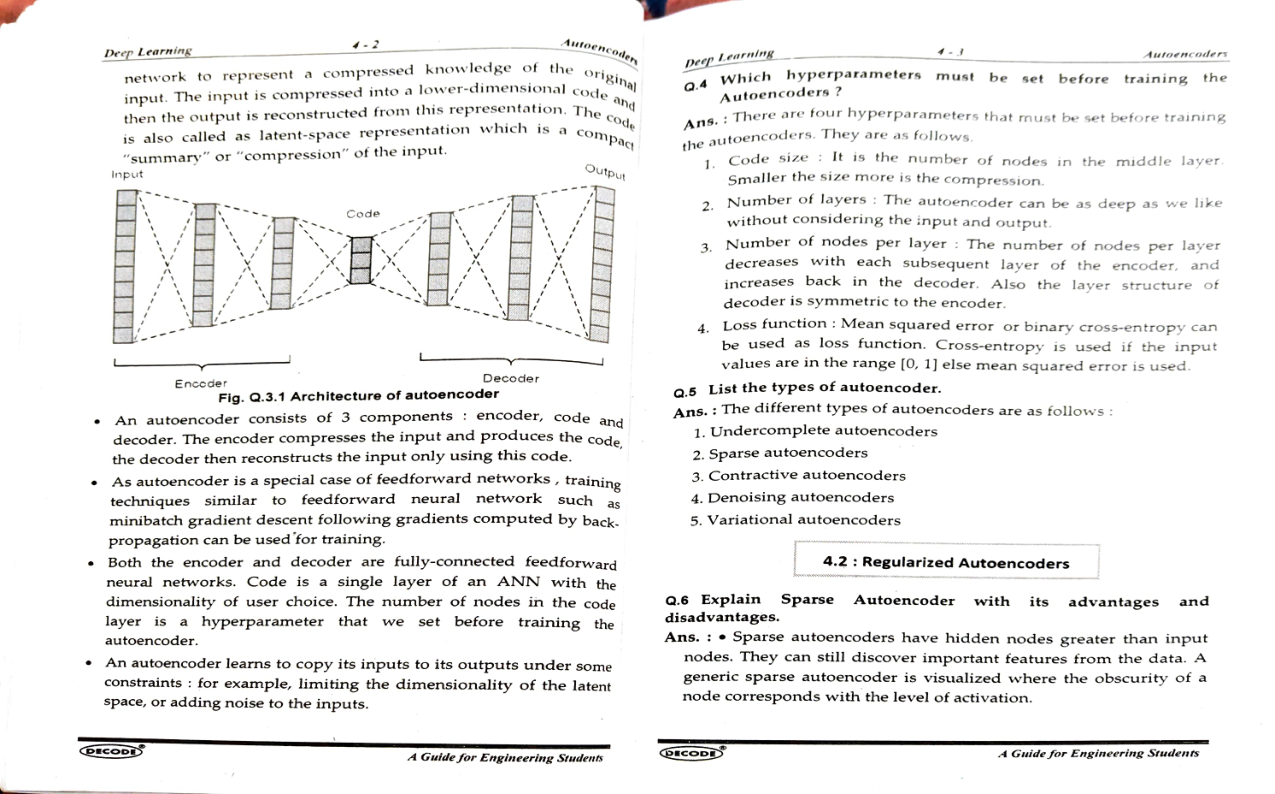 Deep Learning 4 - 2 Autoencoders
network to represent a compressed knowledge of the original
input. The input is compressed into a lower-dimensional code and
then the output is reconstructed from this representation. The code
is also called as latent-space representation which is a compact
"summary" or "compression" of the input.
Input Output
Code
Encoder Decoder
Fig. Q.3.1 Architecture of autoencoder
• An autoencoder consists of 3 components : encoder, code and
decoder. The encoder compresses the input and produces the code,
the decoder then reconstructs the input only using this code.
• As autoencoder is a special case of feedforward networks , training
techniques similar to feedforward neural network such as
minibatch gradient descent following gradients computed by back-
propagation can be used for training.
• Both the encoder and decoder are fully-connected feedforward
neural networks. Code is a single layer of an ANN with the
dimensionality of user choice. The number of nodes in the code
layer is a hyperparameter that we set before training the
autoencoder.
• An autoencoder learns to copy its inputs to its outputs under some
constraints : for example, limiting the dimensionality of the latent
space, or adding noise to the inputs.
DECODE® A Guide for Engineering Students
Deep Learning 4 - 3 Autoencoders
Q.4 Which hyperparameters must be set before training the
Autoencoders ?
Ans. : There are four hyperparameters that must be set before training
the autoencoders. They are as follows.
1. Code size : It is the number of nodes in the middle layer.
Smaller the size more is the compression.
2. Number of layers : The autoencoder can be as deep as we like
without considering the input and output.
3. Number of nodes per layer : The number of nodes per layer
decreases with each subsequent layer of the encoder, and
increases back in the decoder. Also the layer structure of
decoder is symmetric to the encoder.
4. Loss function : Mean squared error or binary cross-entropy can
be used as loss function. Cross-entropy is used if the input
values are in the range [0, 1] else mean squared error is used.
Q.5 List the types of autoencoder.
Ans. : The different types of autoencoders are as follows :
1. Undercomplete autoencoders
2. Sparse autoencoders
3. Contractive autoencoders
4. Denoising autoencoders
5. Variational autoencoders
4.2 : Regularized Autoencoders
Q.6 Explain Sparse Autoencoder with its advantages and
disadvantages.
Ans. : • Sparse autoencoders have hidden nodes greater than input
nodes. They can still discover important features from the data. A
generic sparse autoencoder is visualized where the obscurity of a
node corresponds with the level of activation.
DECODE® A Guide for Engineering Students